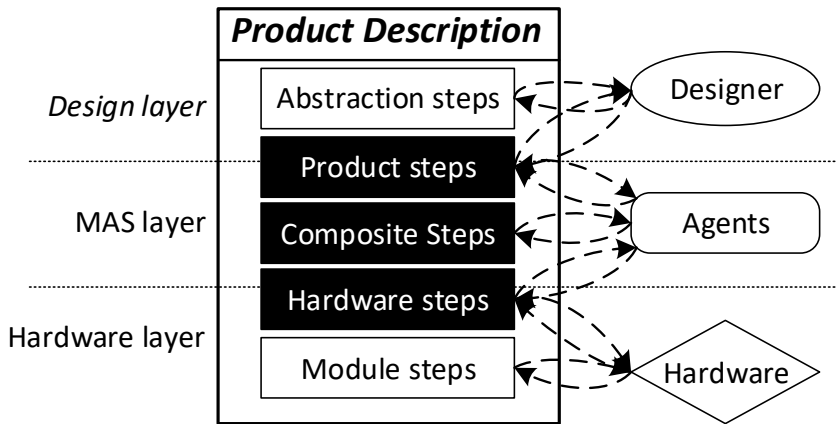 Product Description
Design layer
Abstraction steps
Designer
Product steps
MAS layer
Composite Steps
Agents
Hardware steps
Hardware layer
Module steps
Hardware